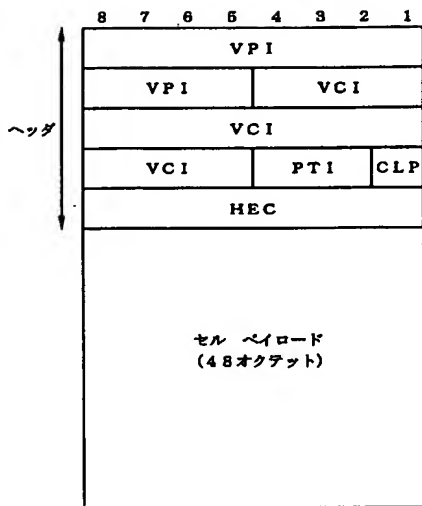 8 7 6 5 4 3 2 1
VPI
VPI VCI
ヘッダ
VCI
VCI PTI CLP
HEC
セル ペイロード
(48オクテット)